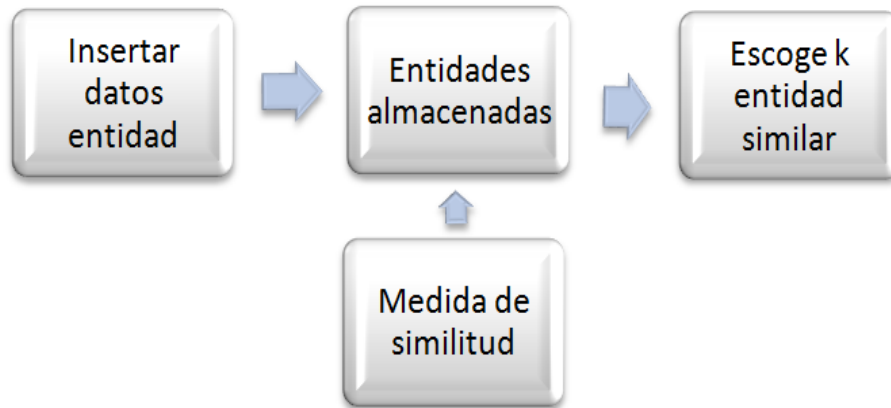 Insertar
datos
entidad
Entidades
almacenadas
Escoge k
entidad
similar
Medida de
similitud